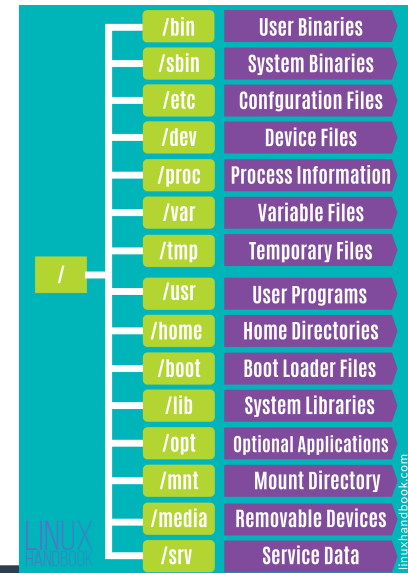 /bin User Binaries
/sbin System Binaries
/etc Confguration Files
/dev Device Files
/proc Process Information
/var Variable Files
/tmp Temporary Files
/
/usr User Programs
/home Home Directories
/boot Boot Loader Files
/lib System Libraries
/opt Optional Applications
/mnt Mount Directory
/media Removable Devices
/srv Service Data
LINUX
HANDBOOK
linuxhandbook.com